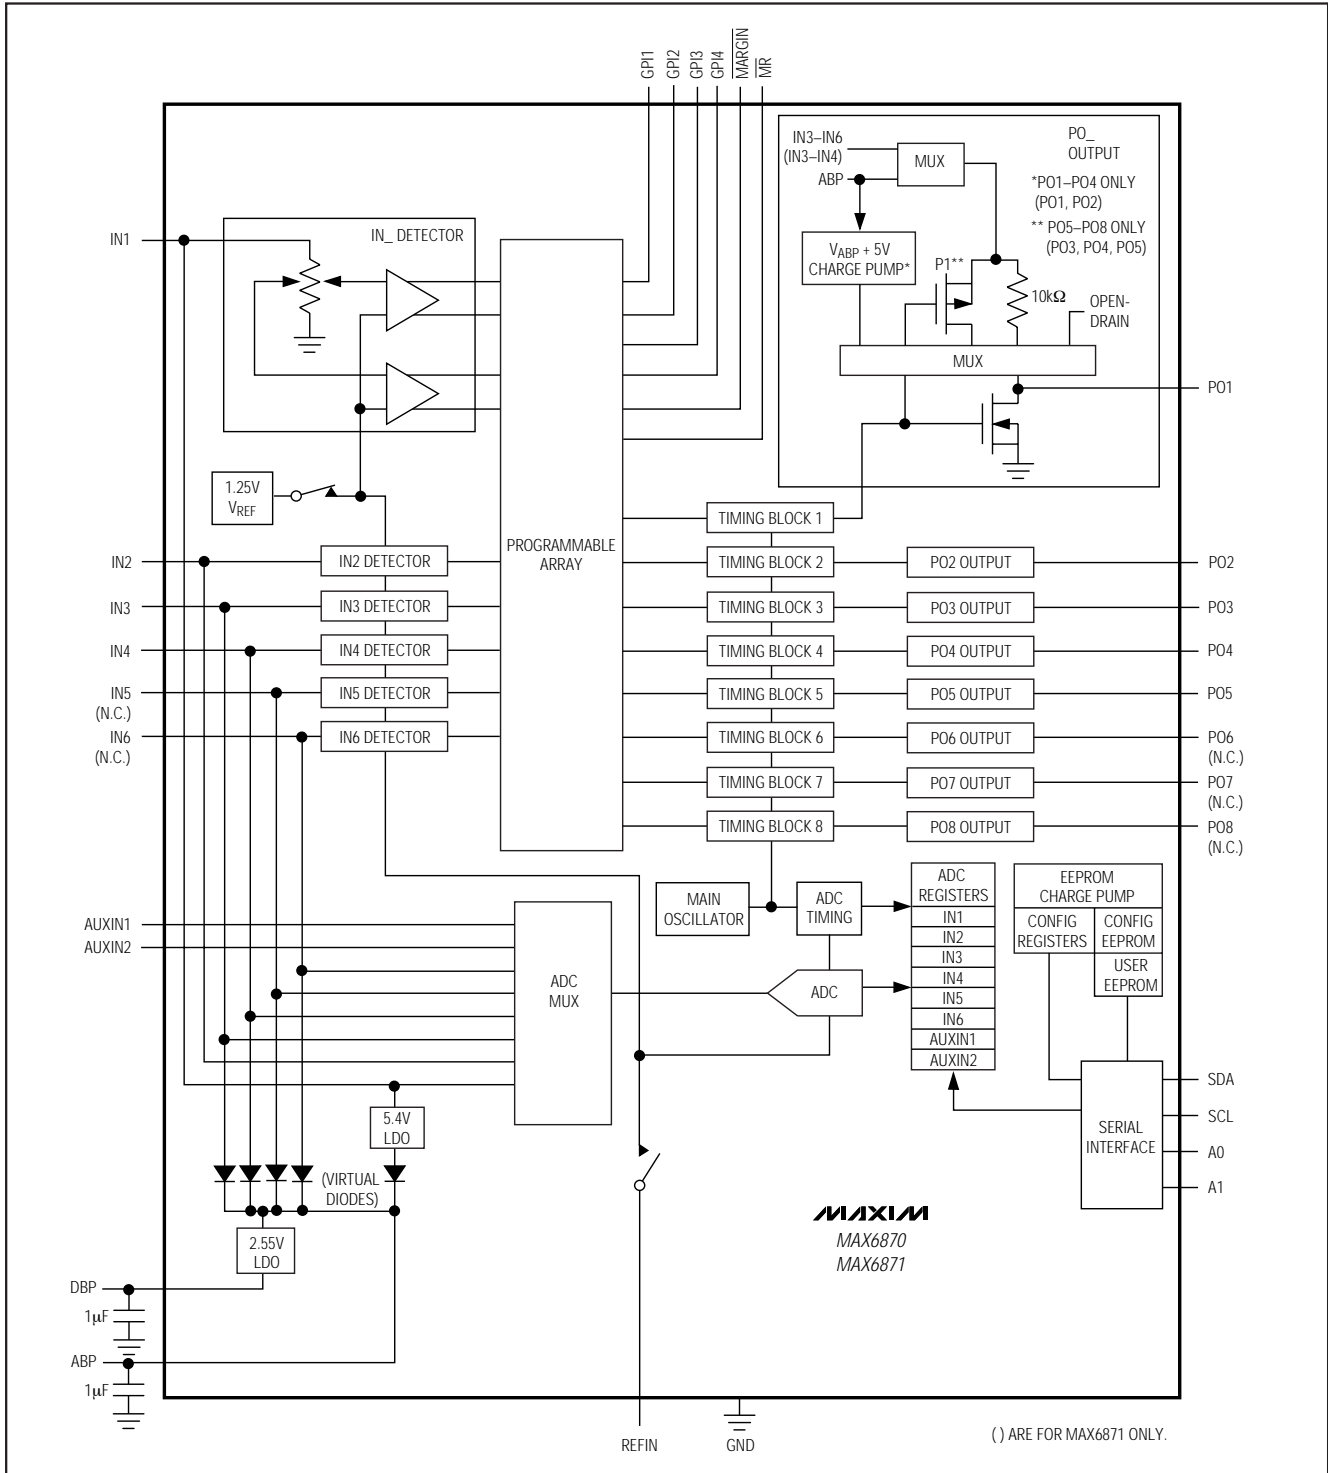 GPI1
GPI2
GPI3
GPI4
MARGIN
MR
IN3–IN6
(IN3–IN4)
ABP
MUX
PO_
OUTPUT
*PO1–PO4 ONLY
(PO1, PO2)
** PO5–PO8 ONLY
(PO3, PO4, PO5)
VABP + 5V
CHARGE PUMP*
P1**
10kΩ
OPEN-
DRAIN
MUX
PO1
IN1
IN_ DETECTOR
1.25V
VREF
PROGRAMMABLE
ARRAY
TIMING BLOCK 1
IN2
IN2 DETECTOR
TIMING BLOCK 2
PO2 OUTPUT
PO2
IN3
IN3 DETECTOR
TIMING BLOCK 3
PO3 OUTPUT
PO3
IN4
IN4 DETECTOR
TIMING BLOCK 4
PO4 OUTPUT
PO4
IN5
(N.C.)
IN5 DETECTOR
TIMING BLOCK 5
PO5 OUTPUT
PO5
IN6
(N.C.)
IN6 DETECTOR
TIMING BLOCK 6
PO6 OUTPUT
PO6
(N.C.)
TIMING BLOCK 7
PO7 OUTPUT
PO7
(N.C.)
TIMING BLOCK 8
PO8 OUTPUT
PO8
(N.C.)
MAIN
OSCILLATOR
ADC
TIMING
ADC
REGISTERS
IN1
IN2
IN3
IN4
IN5
IN6
AUXIN1
AUXIN2
EEPROM
CHARGE PUMP
CONFIG
REGISTERS
CONFIG
EEPROM
USER
EEPROM
AUXIN1
AUXIN2
ADC
MUX
ADC
5.4V
LDO
(VIRTUAL
DIODES)
2.55V
LDO
SERIAL
INTERFACE
SDA
SCL
A0
A1
MAXIM
MAX6870
MAX6871
DBP
1µF
ABP
1µF
REFIN
GND
( ) ARE FOR MAX6871 ONLY.